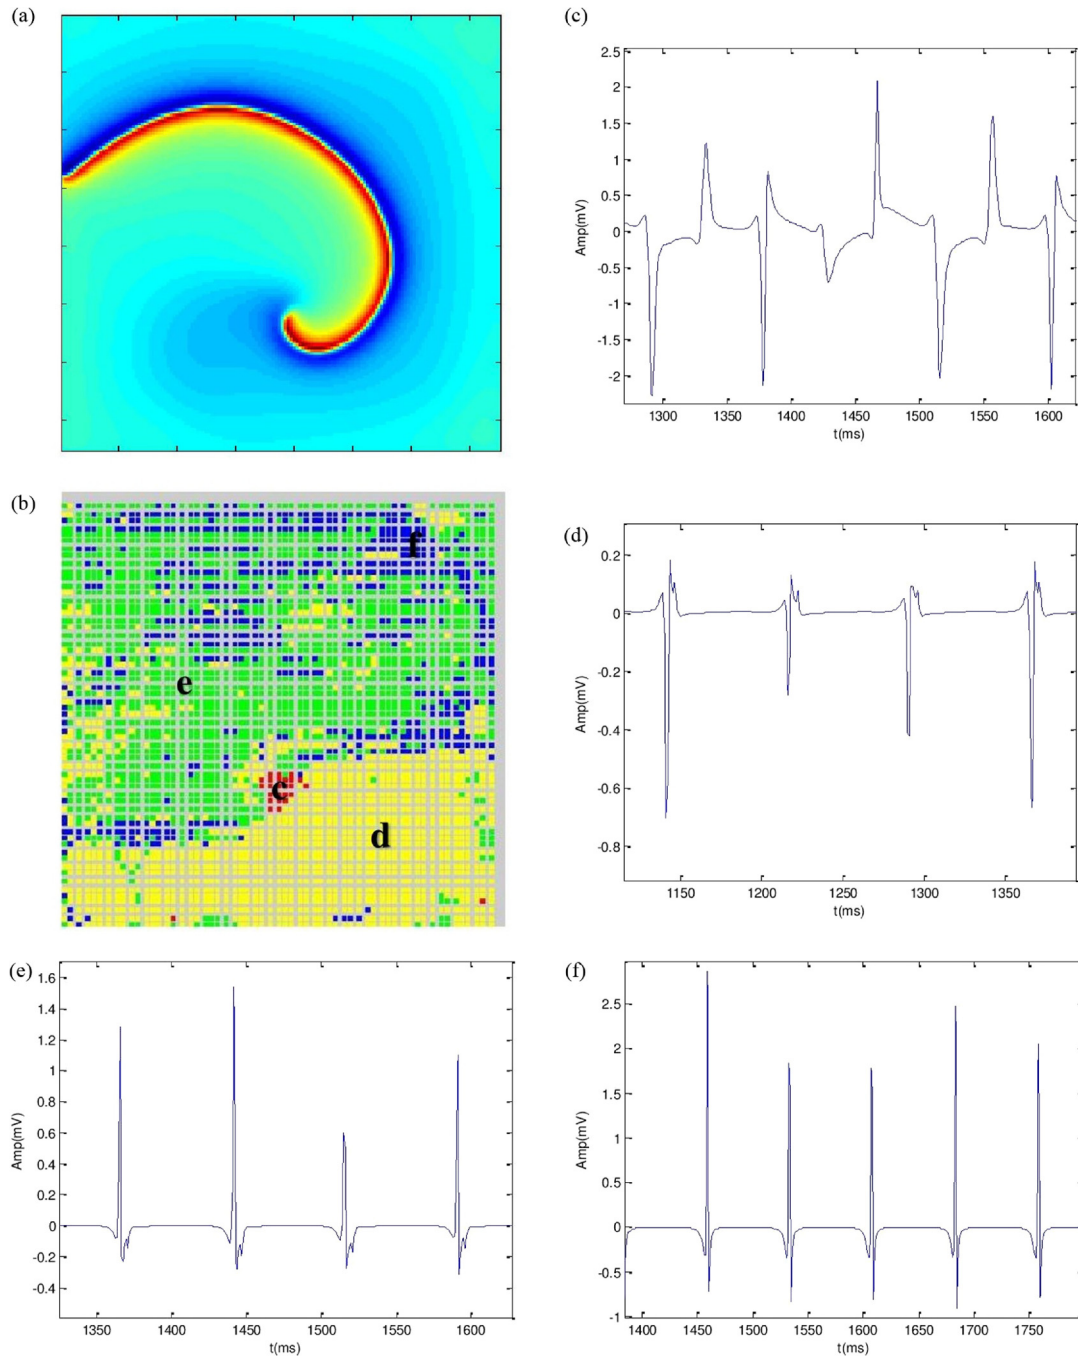 (a)
(c)
2.5
2
1.5
1
0.5
0
-0.5
-1
-1.5
-2
Amp(mV)
1300 1350 1400 1450 1500 1550 1600
t(ms)
(b)
f
e
c
d
(d)
0.2
0
-0.2
-0.4
-0.6
-0.8
Amp(mV)
1150 1200 1250 1300 1350
t(ms)
(e)
1.6
1.4
1.2
1
0.8
0.6
0.4
0.2
0
-0.2
-0.4
Amp(mV)
1350 1400 1450 1500 1550 1600
t(ms)
(f)
2.5
2
1.5
1
0.5
0
-0.5
-1
Amp(mV)
1400 1450 1500 1550 1600 1650 1700 1750
t(ms)